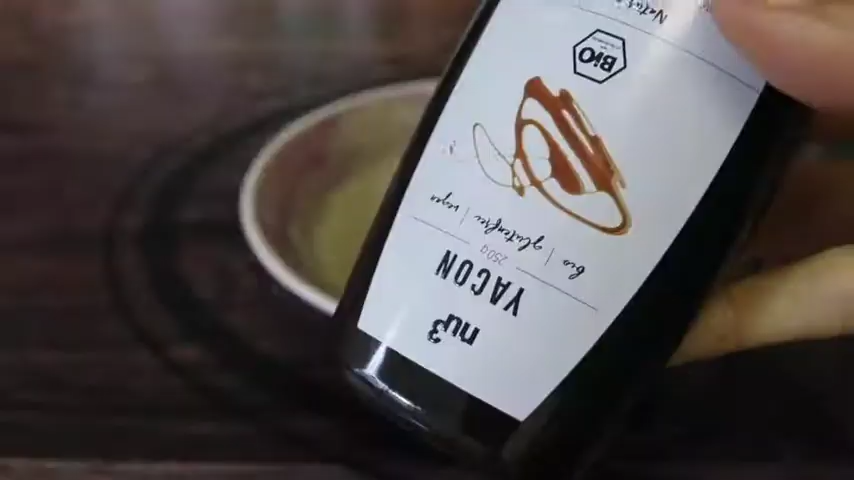 nu3
YACON
250g
bio | glutenfrei | vegan
BiO